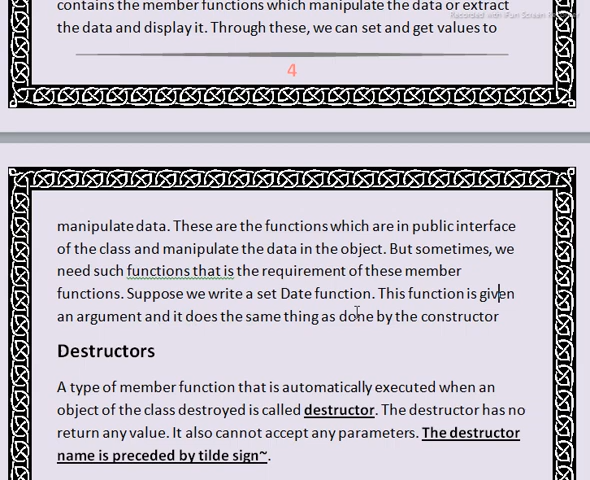 contains the member functions which manipulate the data or extract
Recorded with iFun Screen Recorder
the data and display it. Through these, we can set and get values to
4
manipulate data. These are the functions which are in public interface
of the class and manipulate the data in the object. But sometimes, we
need such functions that is the requirement of these member
functions. Suppose we write a set Date function. This function is given
an argument and it does the same thing as done by the constructor
Destructors
A type of member function that is automatically executed when an
object of the class destroyed is called destructor. The destructor has no
return any value. It also cannot accept any parameters. The destructor
name is preceded by tilde sign~.